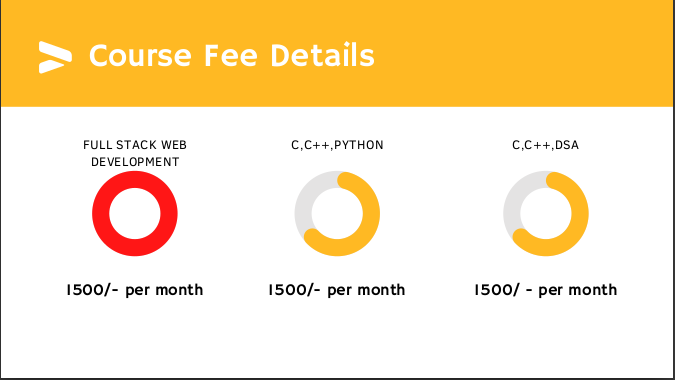 Course Fee Details
FULL STACK WEB
DEVELOPMENT
C,C++,PYTHON
C,C++,DSA
1500/- per month
1500/- per month
1500/ - per month